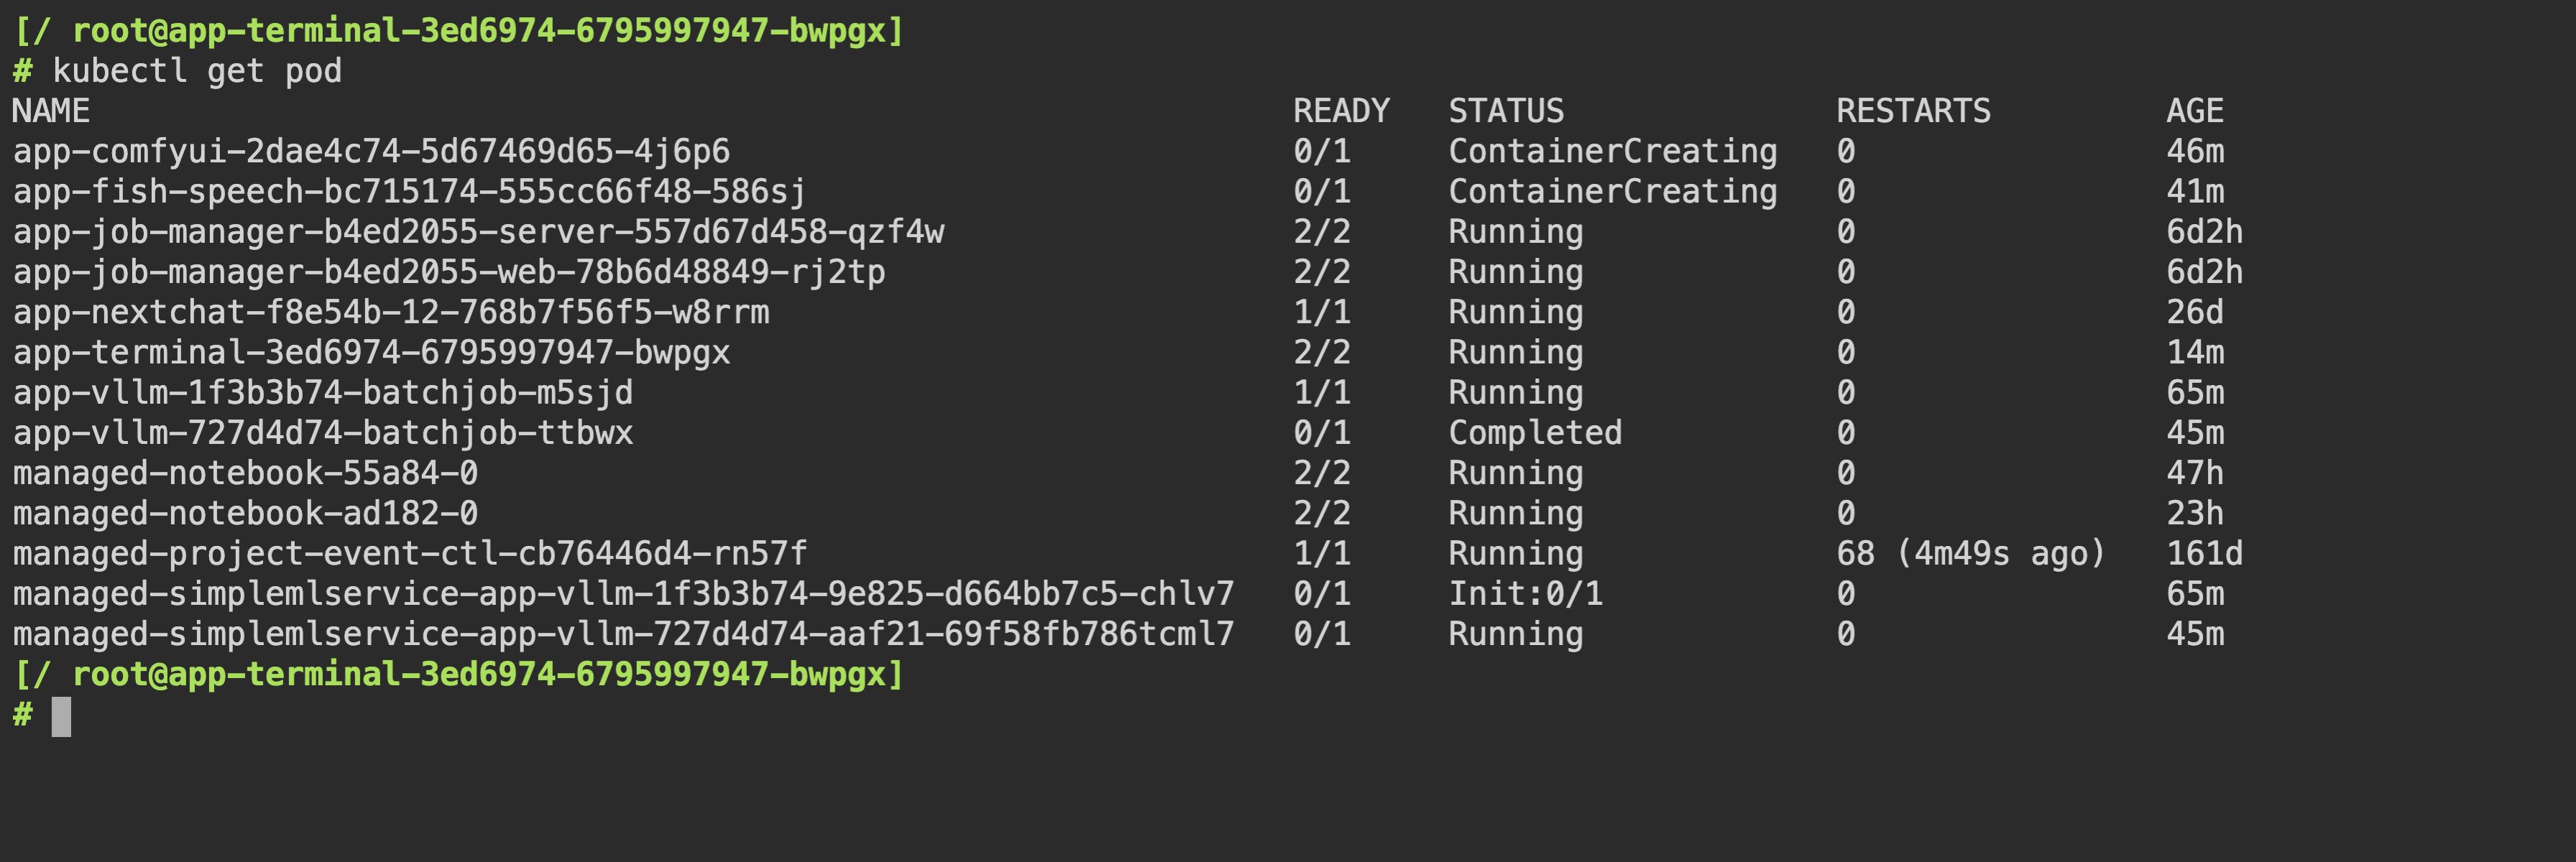 [/ root@app-terminal-3ed6974-6795997947-bwpgx]
# kubectl get pod
NAME READY STATUS RESTARTS AGE
app-comfyui-2dae4c74-5d67469d65-4j6p6 0/1 ContainerCreating 0 46m
app-fish-speech-bc715174-555cc66f48-586sj 0/1 ContainerCreating 0 41m
app-job-manager-b4ed2055-server-557d67d458-qzf4w 2/2 Running 0 6d2h
app-job-manager-b4ed2055-web-78b6d48849-rj2tp 2/2 Running 0 6d2h
app-nextchat-f8e54b-12-768b7f56f5-w8rrm 1/1 Running 0 26d
app-terminal-3ed6974-6795997947-bwpgx 2/2 Running 0 14m
app-vllm-1f3b3b74-batchjob-m5sjd 1/1 Running 0 65m
app-vllm-727d4d74-batchjob-ttbwx 0/1 Completed 0 45m
managed-notebook-55a84-0 2/2 Running 0 47h
managed-notebook-ad182-0 2/2 Running 0 23h
managed-project-event-ctl-cb76446d4-rn57f 1/1 Running 68 (4m49s ago) 161d
managed-simplemlservice-app-vllm-1f3b3b74-9e825-d664bb7c5-chlv7 0/1 Init:0/1 0 65m
managed-simplemlservice-app-vllm-727d4d74-aaf21-69f58fb786tcml7 0/1 Running 0 45m
[/ root@app-terminal-3ed6974-6795997947-bwpgx]
#